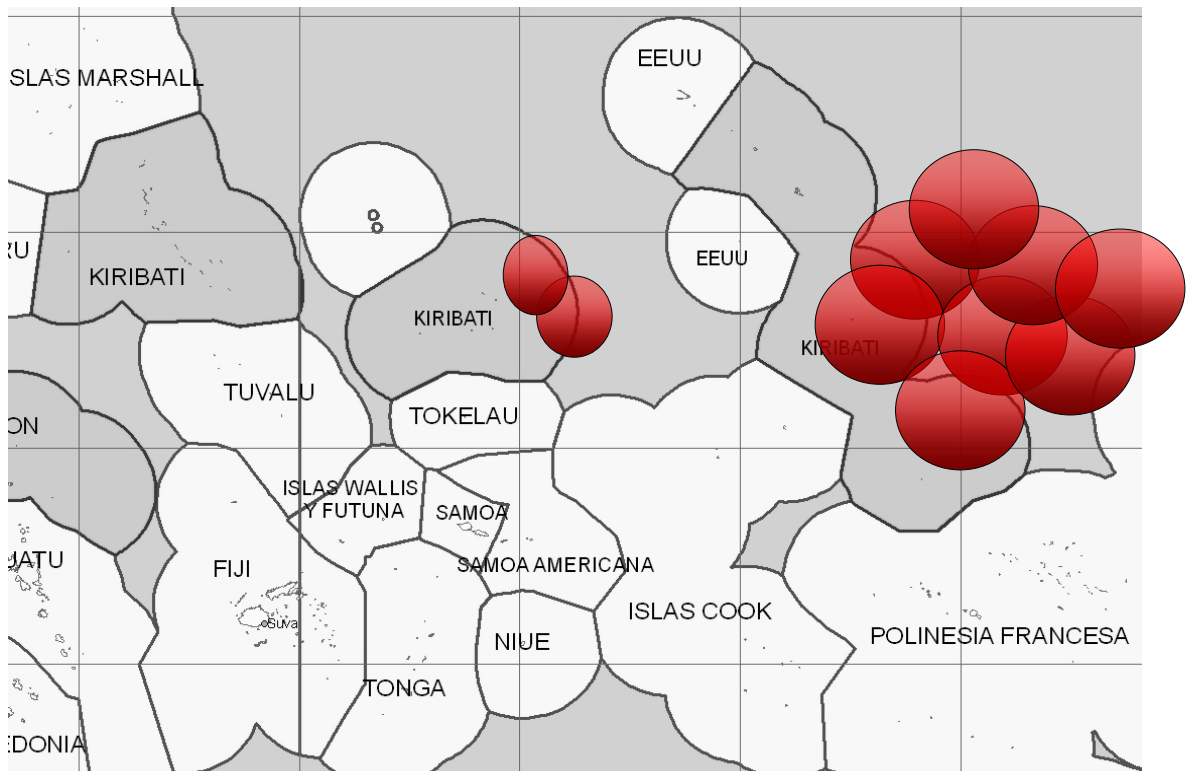 EEUU
SLAS MARSHALL
RU
KIRIBATI
EEUU
KIRIBATI
KIRIBATI
TUVALU
TOKELAU
ON
ISLAS WALLIS
Y FUTUNA
SAMOA
UATU
FIJI
SAMOA AMERICANA
ISLAS COOK
Suva
POLINESIA FRANCESA
NIUE
TONGA
EDONIA